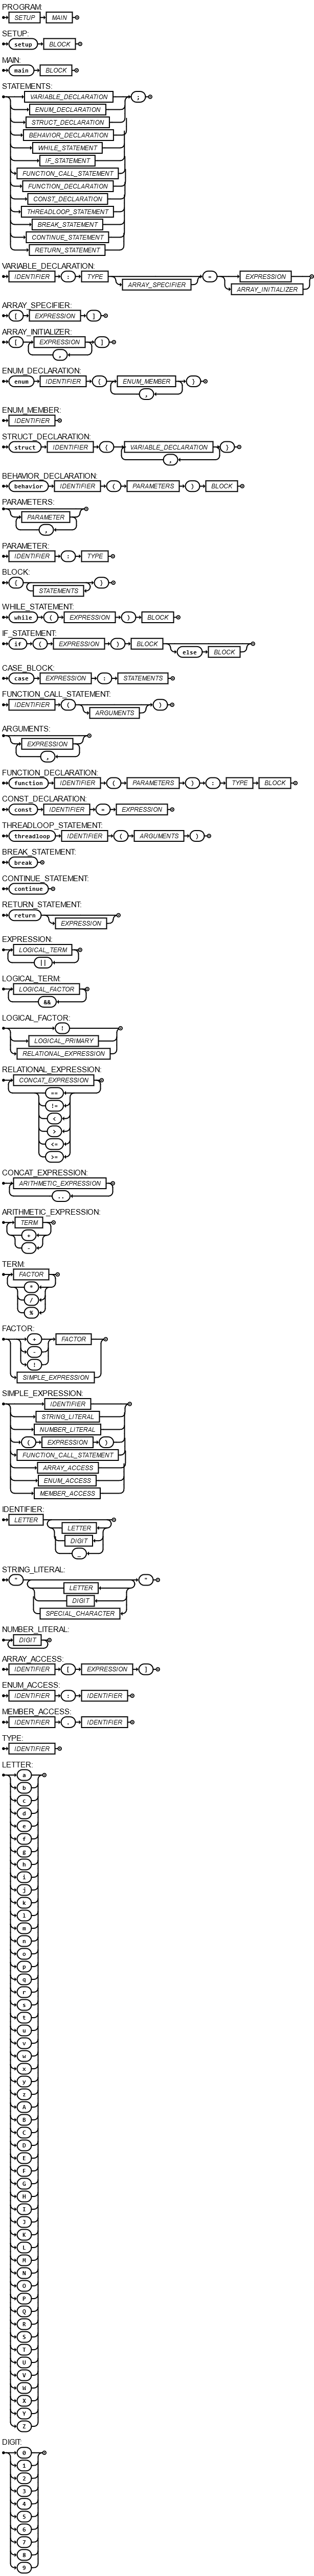 PROGRAM:
SETUP MAIN
SETUP:
setup BLOCK
MAIN:
main BLOCK
STATEMENTS:
VARIABLE_DECLARATION ;
ENUM_DECLARATION
STRUCT_DECLARATION
BEHAVIOR_DECLARATION
WHILE_STATEMENT
IF_STATEMENT
FUNCTION_CALL_STATEMENT
FUNCTION_DECLARATION
CONST_DECLARATION
THREADLOOP_STATEMENT
BREAK_STATEMENT
CONTINUE_STATEMENT
RETURN_STATEMENT
VARIABLE_DECLARATION:
IDENTIFIER : TYPE = EXPRESSION
ARRAY_SPECIFIER ARRAY_INITIALIZER
ARRAY_SPECIFIER:
[ EXPRESSION ]
ARRAY_INITIALIZER:
[ EXPRESSION ]
,
ENUM_DECLARATION:
enum IDENTIFIER { ENUM_MEMBER }
,
ENUM_MEMBER:
IDENTIFIER
STRUCT_DECLARATION:
struct IDENTIFIER { VARIABLE_DECLARATION }
,
BEHAVIOR_DECLARATION:
behavior IDENTIFIER ( PARAMETERS ) BLOCK
PARAMETERS:
PARAMETER
,
PARAMETER:
IDENTIFIER : TYPE
BLOCK:
{ }
STATEMENTS
WHILE_STATEMENT:
while ( EXPRESSION ) BLOCK
IF_STATEMENT:
if ( EXPRESSION ) BLOCK
else BLOCK
CASE_BLOCK:
case EXPRESSION : STATEMENTS
FUNCTION_CALL_STATEMENT:
IDENTIFIER ( )
ARGUMENTS
ARGUMENTS:
EXPRESSION
,
FUNCTION_DECLARATION:
function IDENTIFIER ( PARAMETERS ) : TYPE BLOCK
CONST_DECLARATION:
const IDENTIFIER = EXPRESSION
THREADLOOP_STATEMENT:
threadloop IDENTIFIER ( ARGUMENTS )
BREAK_STATEMENT:
break
CONTINUE_STATEMENT:
continue
RETURN_STATEMENT:
return
EXPRESSION
EXPRESSION:
LOGICAL_TERM
||
LOGICAL_TERM:
LOGICAL_FACTOR
&&
LOGICAL_FACTOR:
!
LOGICAL_PRIMARY
RELATIONAL_EXPRESSION
RELATIONAL_EXPRESSION:
CONCAT_EXPRESSION
==
!=
<
>
<=
>=
CONCAT_EXPRESSION:
ARITHMETIC_EXPRESSION
..
ARITHMETIC_EXPRESSION:
TERM
+
-
TERM:
FACTOR
*
/
%
FACTOR:
+ FACTOR
-
!
SIMPLE_EXPRESSION
SIMPLE_EXPRESSION:
IDENTIFIER
STRING_LITERAL
NUMBER_LITERAL
( EXPRESSION )
FUNCTION_CALL_STATEMENT
ARRAY_ACCESS
ENUM_ACCESS
MEMBER_ACCESS
IDENTIFIER:
LETTER
LETTER
DIGIT
_
STRING_LITERAL:
" "
LETTER
DIGIT
SPECIAL_CHARACTER
NUMBER_LITERAL:
DIGIT
ARRAY_ACCESS:
IDENTIFIER [ EXPRESSION ]
ENUM_ACCESS:
IDENTIFIER : IDENTIFIER
MEMBER_ACCESS:
IDENTIFIER . IDENTIFIER
TYPE:
IDENTIFIER
LETTER:
a
b
c
d
e
f
g
h
i
j
k
l
m
n
o
p
q
r
s
t
u
v
w
x
y
z
A
B
C
D
E
F
G
H
I
J
K
L
M
N
O
P
Q
R
S
T
U
V
W
X
Y
Z
DIGIT:
0
1
2
3
4
5
6
7
8
9